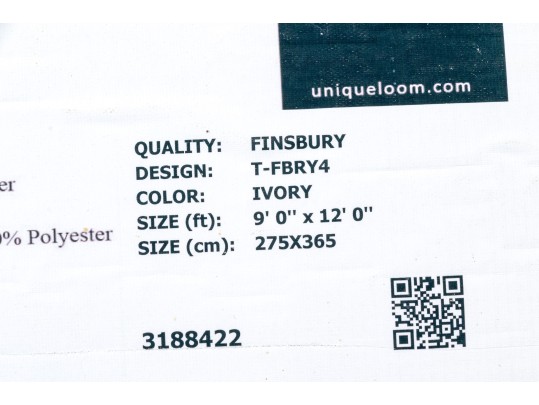 uniqueloom.com
QUALITY: FINSBURY
DESIGN: T-FBRY4
COLOR: IVORY
SIZE (ft): 9' 0" x 12' 0"
SIZE (cm): 275X365
er
% Polyester
3188422